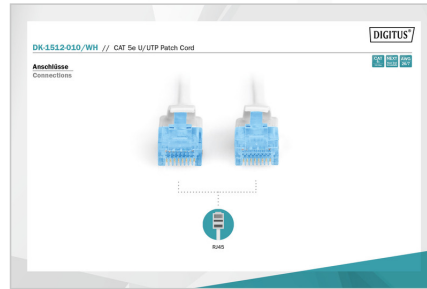 DIGITUS®
DK-1512-010/WH // CAT 5e U/UTP Patch Cord
Anschlüsse
Connections
RJ45